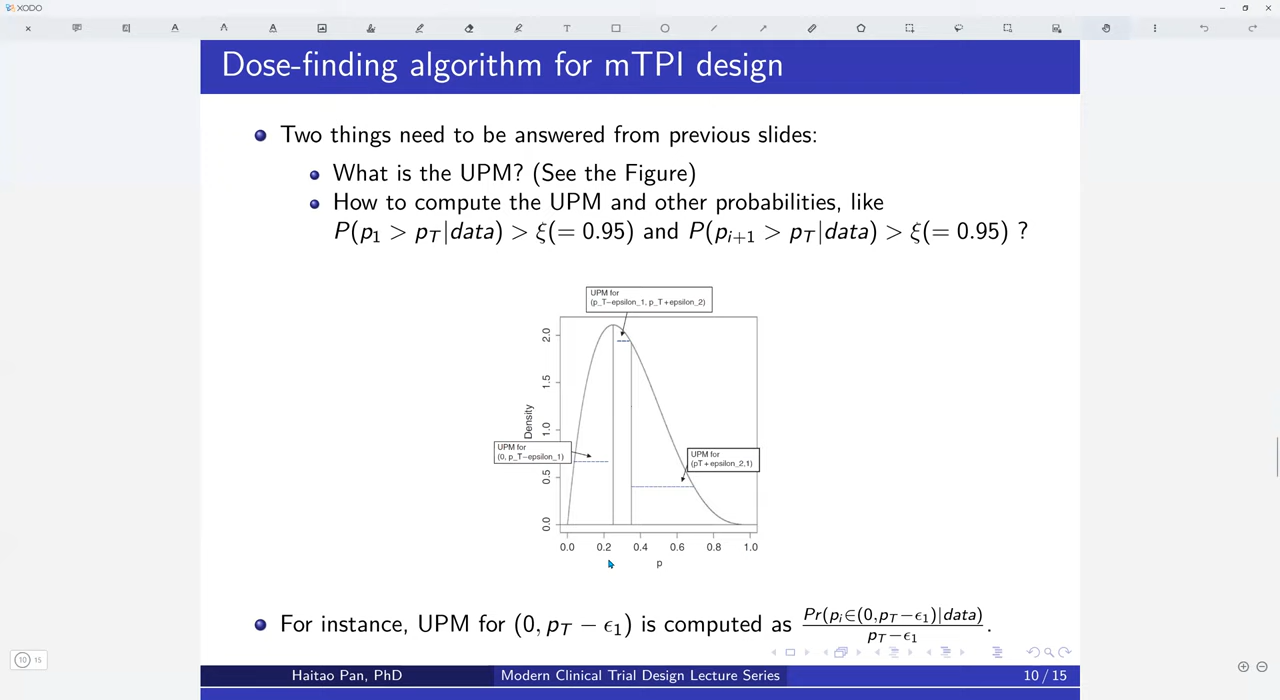 XODO
Dose-finding algorithm for mTPI design
Two things need to be answered from previous slides:
What is the UPM? (See the Figure)
How to compute the UPM and other probabilities, like
P(p₁ > p_T|data) > ξ(= 0.95) and P(p_{i+1} > p_T|data) > ξ(= 0.95) ?
UPM for
(p_T−epsilon_1, p_T+epsilon_2)
2.0
1.5
1.0
0.5
0.0
Density
UPM for
(0, p_T−epsilon_1)
UPM for
(pT+epsilon_2,1)
0.0 0.2 0.4 0.6 0.8 1.0
p
For instance, UPM for (0, p_T − ϵ₁) is computed as Pr(p_i∈(0,p_T−ϵ₁)|data) / p_T−ϵ₁ .
Haitao Pan, PhD Modern Clinical Trial Design Lecture Series 10 / 15
10 15